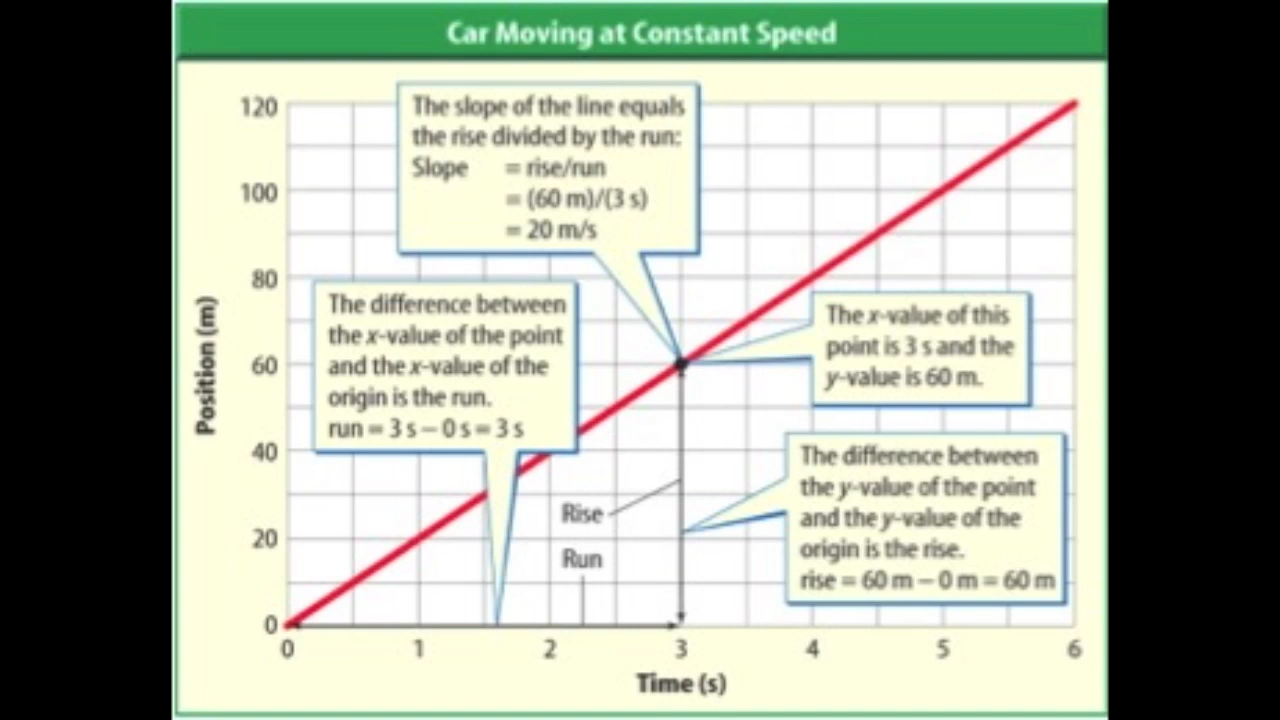 Car Moving at Constant Speed
The slope of the line equals
the rise divided by the run:
Slope = rise/run
= (60 m)/(3 s)
= 20 m/s
The difference between
the x-value of the point
and the x-value of the
origin is the run.
run = 3 s – 0 s = 3 s
The x-value of this
point is 3 s and the
y-value is 60 m.
The difference between
the y-value of the point
and the y-value of the
origin is the rise.
rise = 60 m – 0 m = 60 m
Rise
Run
Position (m)
120
100
80
60
40
20
0
0 1 2 3 4 5 6
Time (s)